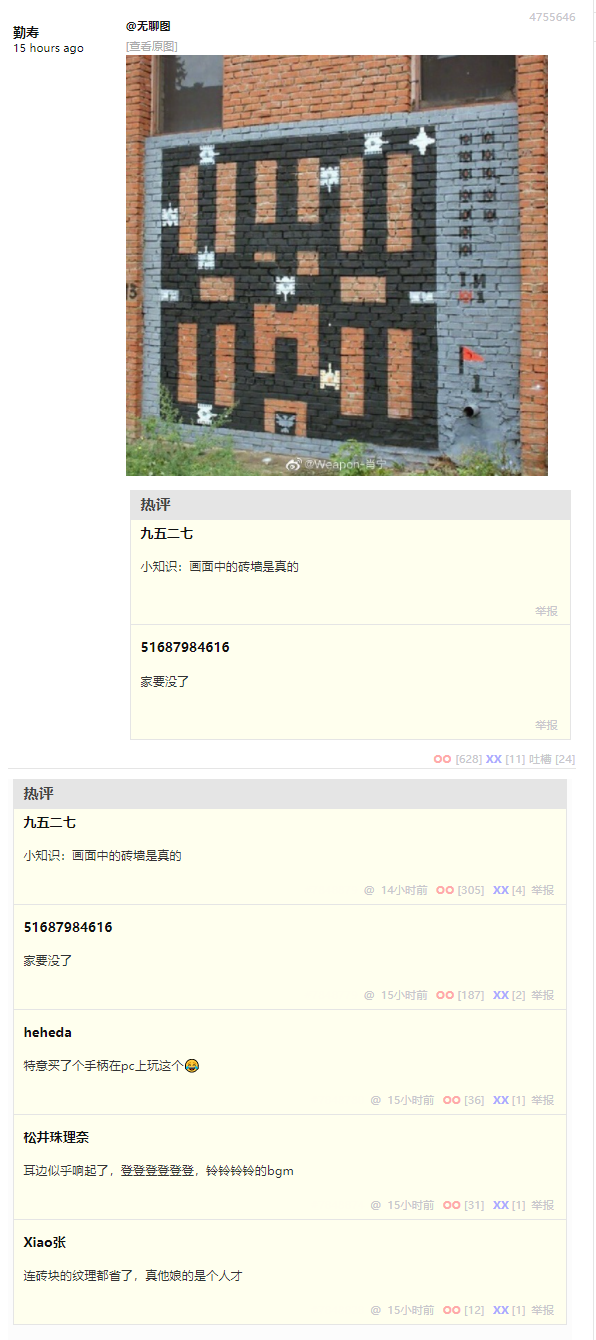 4755646
勤寿
15 hours ago
@无聊图
[查看原图]
I.M
1
1
@Weapon-肖宁
热评
九五二七
小知识：画面中的砖墙是真的
举报
51687984616
家要没了
举报
OO [628] XX [11] 吐槽 [24]
热评
九五二七
小知识：画面中的砖墙是真的
@ 14小时前 OO [305] XX [4] 举报
51687984616
家要没了
@ 15小时前 OO [187] XX [2] 举报
heheda
特意买了个手柄在pc上玩这个😂
@ 15小时前 OO [36] XX [1] 举报
松井珠理奈
耳边似乎响起了，登登登登登登，铃铃铃铃的bgm
@ 15小时前 OO [31] XX [1] 举报
Xiao张
连砖块的纹理都省了，真他娘的是个人才
@ 15小时前 OO [12] XX [1] 举报